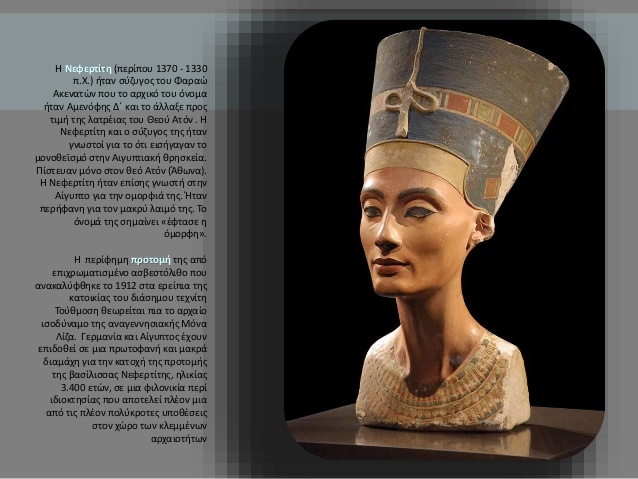 Η Νεφερτίτη (περίπου 1370 - 1330
π.Χ.) ήταν σύζυγος του Φαραώ
Ακενατών που το αρχικό του όνομα
ήταν Αμενόφης Δ΄ και το άλλαξε προς
τιμή της λατρείας του Θεού Ατόν . Η
Νεφερτίτη και ο σύζυγος της ήταν
γνωστοί για το ότι εισήγαγαν το
μονοθεϊσμό στην Αιγυπτιακή θρησκεία.
Πίστευαν μόνο στον θεό Ατόν (Άθωνα).
Η Νεφερτίτη ήταν επίσης γνωστή στην
Αίγυπτο για την ομορφιά της. Ήταν
περήφανη για τον μακρύ λαιμό της. Το
όνομά της σημαίνει «έφτασε η
όμορφη».
Η περίφημη προτομή της από
επιχρωματισμένο ασβεστόλιθο που
ανακαλύφθηκε το 1912 στα ερείπια της
κατοικίας του διάσημου τεχνίτη
Τούθμοση θεωρείται πια το αρχαίο
ισοδύναμο της αναγεννησιακής Μόνα
Λίζα. Γερμανία και Αίγυπτος έχουν
επιδοθεί σε μια πρωτοφανή και μακρά
διαμάχη για την κατοχή της προτομής
της βασίλισσας Νεφερτίτης, ηλικίας
3.400 ετών, σε μια φιλονικία περί
ιδιοκτησίας που αποτελεί πλέον μια
από τις πλέον πολύκροτες υποθέσεις
στον χώρο των κλεμμένων
αρχαιοτήτων